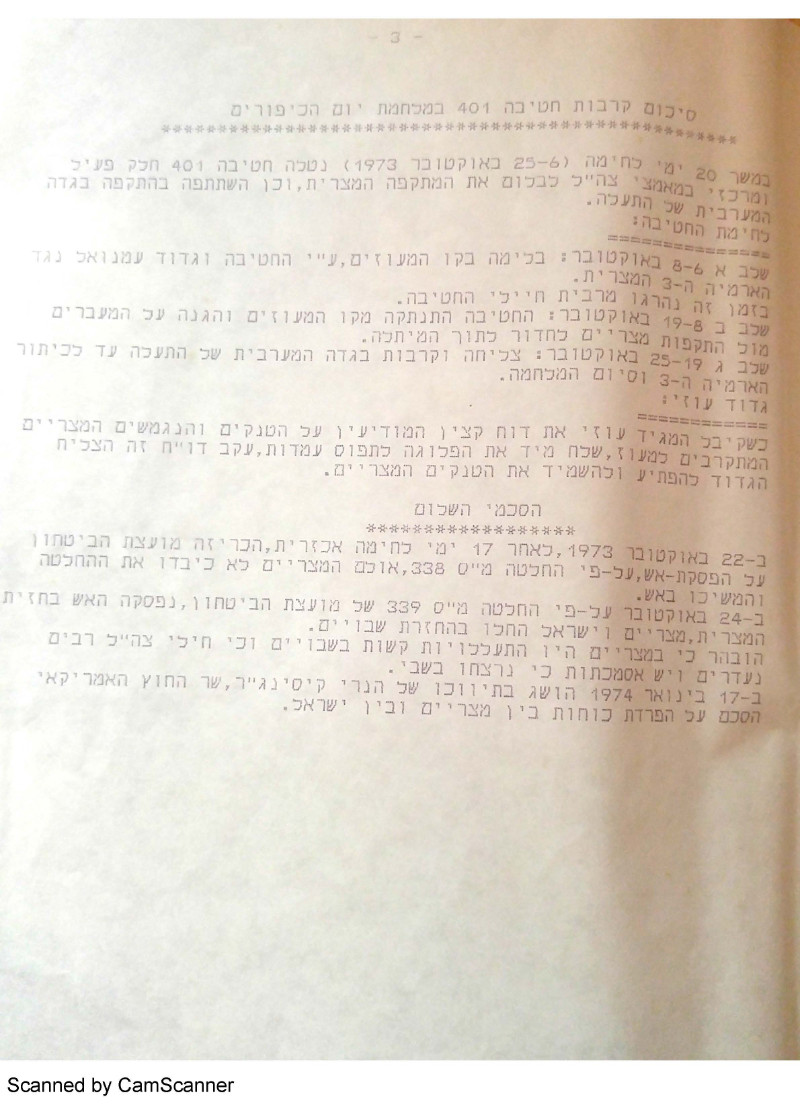 - 3 -
סיכום קרבות חטיבה 401 במלחמת יום הכיפורים
*************************************************
במשך 20 ימי לחימה (25-6 באוקטובר 1973) נטלה חטיבה 401 חלק פעיל
ומרכזי במאמצי צה"ל לבלום את המתקפה המצרית,וכן השתתפה בהתקפה בגדה
המערבית של התעלה.
לחימת החטיבה:
==============
שלב א 8-6 באוקטובר: בלימה בקו המעוזים,ע"י החטיבה וגדוד עמנואל נגד
הארמיה ה-3 המצרית.
בזמן זה נהרגו מרבית חיילי החטיבה.
שלב ב 19-8 באוקטובר: החטיבה התנתקה מקו המעוזים והגנה על המעברים
מול התקפות מצריים לחדור לתוך המיתלה.
שלב ג 25-19 באוקטובר: צליחה וקרבות בגדה המערבית של התעלה עד לכיתור
הארמיה ה-3 וסיום המלחמה.
גדוד עוזי:
===========
כשקיבל המגיד עוזי את דוח קצין המודיעין על הטנקים והנגמשים המצריים
המתקרבים למעוז,שלח מיד את הפלוגה לתפוס עמדות,עקב דו"ח זה הצליח
הגדוד להפתיע ולהשמיד את הטנקים המצריים.
הסכמי השלום
******************
ב-22 באוקטובר 1973,לאחר 17 ימי לחימה אכזרית,הכריזה מועצת הביטחון
על הפסקת-אש,על-פי החלטה מ"ס 338,אולם המצריים לא כיבדו את ההחלטה
והמשיכו באש.
ב-24 באוקטובר על-פי החלטה מ"ס 339 של מועצת הביטחון,נפסקה האש בחזית
המצרית,מצריים וישראל החלו בהחזרת שבויים.
הובהר כי במצריים היו התעללויות קשות בשבויים וכי חילי צה"ל רבים
נעדרים ויש אסמכתות כי נרצחו בשבי.
ב-17 בינואר 1974 הושג בתיווכו של הנרי קיסינג'ר,שר החוץ האמריקאי
הסכם על הפרדת כוחות בין מצריים ובין ישראל.
Scanned by CamScanner